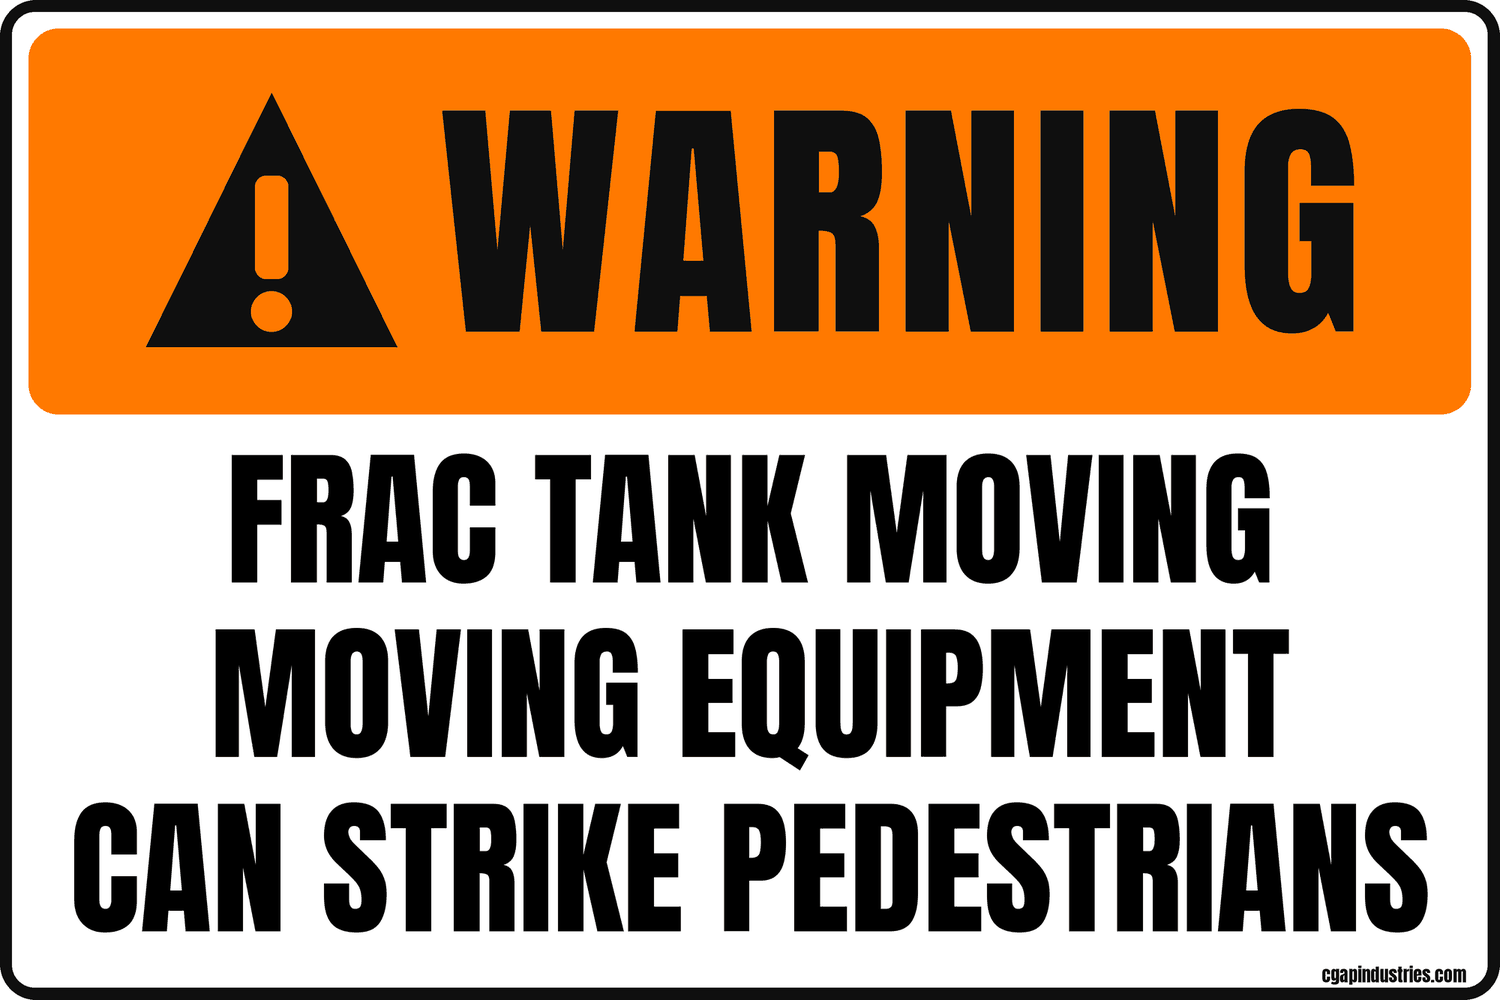 WARNING
FRAC TANK MOVING
MOVING EQUIPMENT
CAN STRIKE PEDESTRIANS
cgapindustries.com